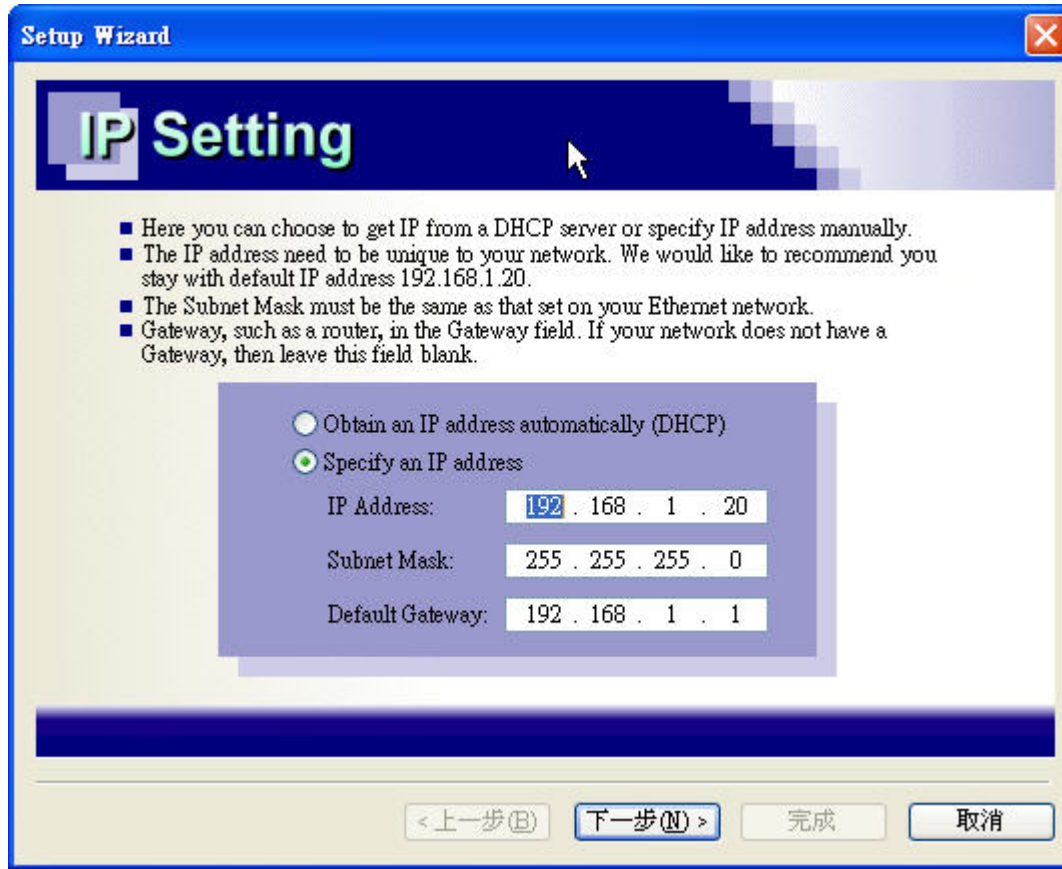 Setup Wizard
IP Setting
Here you can choose to get IP from a DHCP server or specify IP address manually.
The IP address need to be unique to your network. We would like to recommend you
stay with default IP address 192.168.1.20.
The Subnet Mask must be the same as that set on your Ethernet network.
Gateway, such as a router, in the Gateway field. If your network does not have a
Gateway, then leave this field blank.
Obtain an IP address automatically (DHCP)
Specify an IP address
IP Address: 192 . 168 . 1 . 20
Subnet Mask: 255 . 255 . 255 . 0
Default Gateway: 192 . 168 . 1 . 1
< 上一步(B) 下一步(N) > 完成 取消